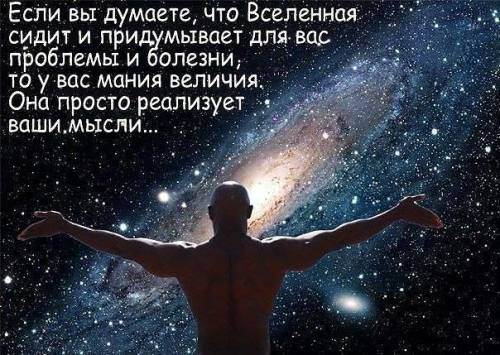 Если вы думаете, что Вселенная
сидит и придумывает для вас
проблемы и болезни,
то у вас мания величия.
Она просто реализует
ваши мысли...